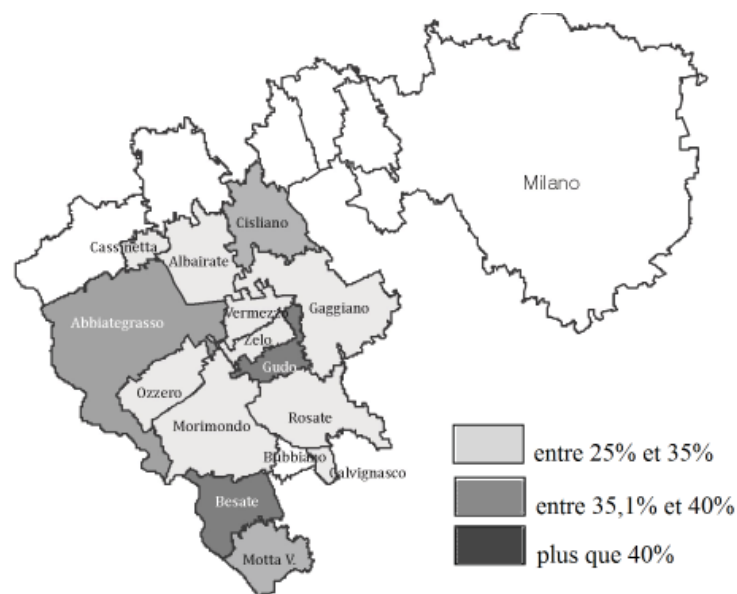 Milano
Cisliano
Cassinetta
Albairate
Gaggiano
Vermezzo
Abbiategrasso
Zelo
Gudo
Ozzero
Rosate
Morimondo
Bubbiano
Calvignasco
Besate
Motta V.
entre 25% et 35%
entre 35,1% et 40%
plus que 40%